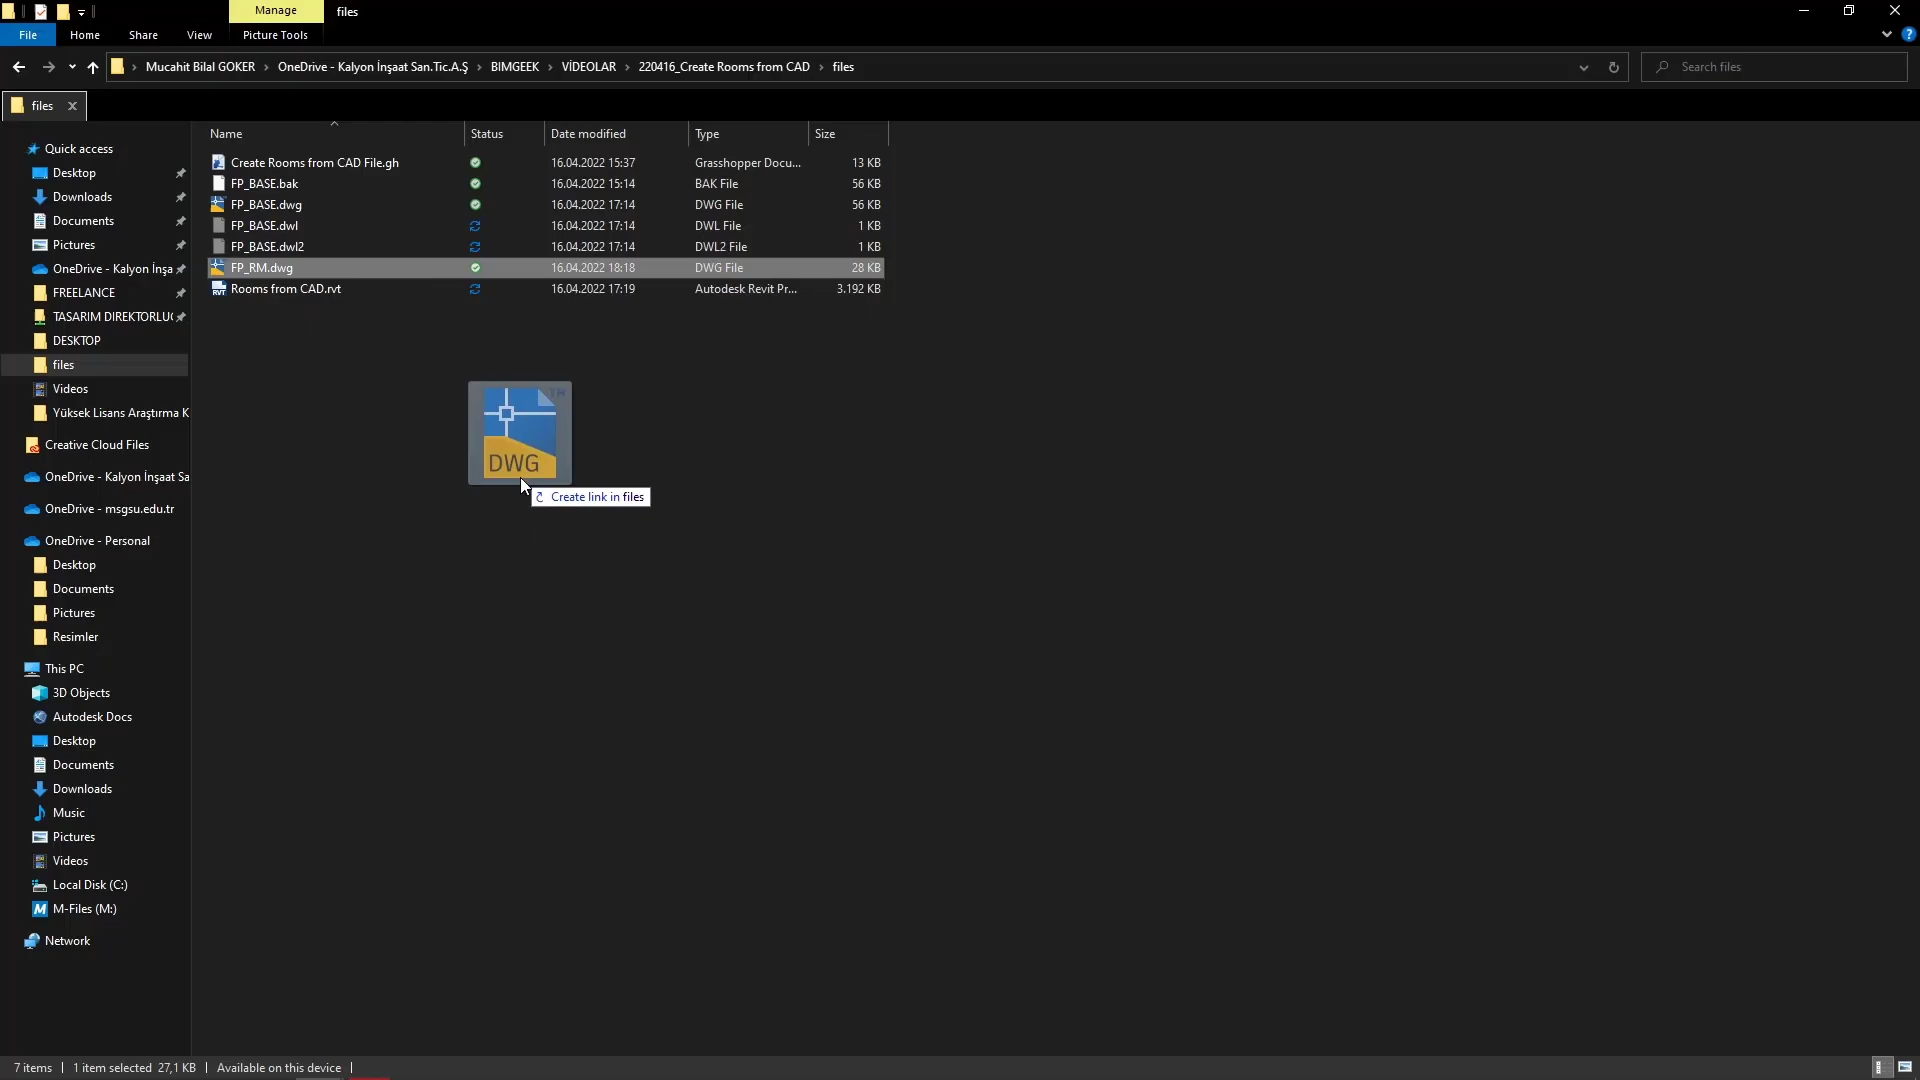 Manage
files
File
Home
Share
View
Picture Tools
Mucahit Bilal GOKER
OneDrive - Kalyon İnşaat San.Tic.A.Ş
BIMGEEK
VİDEOLAR
220416_Create Rooms from CAD
files
Search files
files
Name
Status
Date modified
Type
Size
Create Rooms from CAD File.gh 16.04.2022 15:37 Grasshopper Docu... 13 KB
FP_BASE.bak 16.04.2022 15:14 BAK File 56 KB
FP_BASE.dwg 16.04.2022 17:14 DWG File 56 KB
FP_BASE.dwl 16.04.2022 17:14 DWL File 1 KB
FP_BASE.dwl2 16.04.2022 17:14 DWL2 File 1 KB
FP_RM.dwg 16.04.2022 18:18 DWG File 28 KB
Rooms from CAD.rvt 16.04.2022 17:19 Autodesk Revit Pr... 3.192 KB
DWG
Create link in files
Quick access
Desktop
Downloads
Documents
Pictures
OneDrive - Kalyon İnşa
FREELANCE
TASARIM DIREKTORLUG
DESKTOP
files
Videos
Yüksek Lisans Araştırma K
Creative Cloud Files
OneDrive - Kalyon İnşaat Sa
OneDrive - msgsu.edu.tr
OneDrive - Personal
Desktop
Documents
Pictures
Resimler
This PC
3D Objects
Autodesk Docs
Desktop
Documents
Downloads
Music
Pictures
Videos
Local Disk (C:)
M-Files (M:)
Network
7 items
1 item selected 27,1 KB
Available on this device